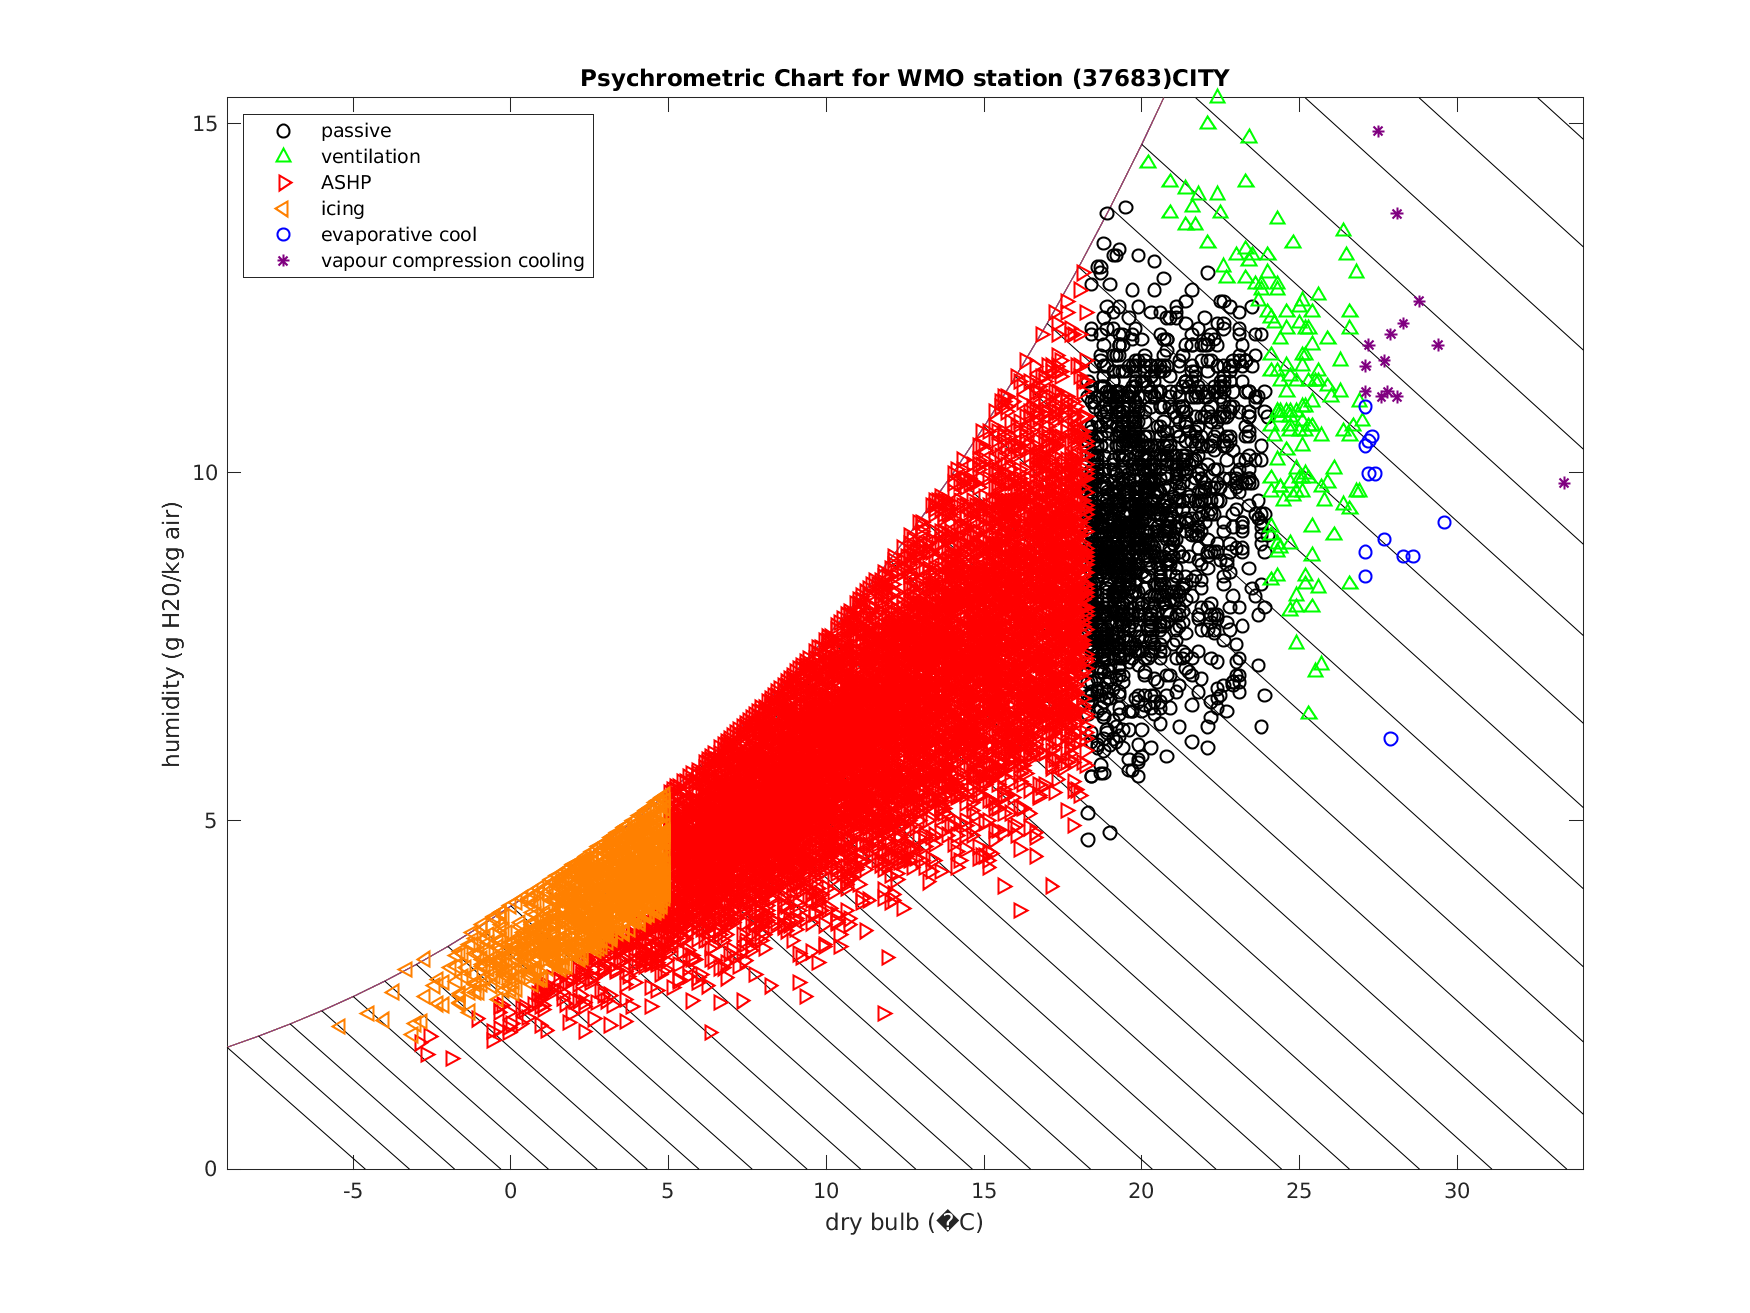 Psychrometric Chart for WMO station (37683)CITY
passive
ventilation
ASHP
icing
evaporative cool
vapour compression cooling
humidity (g H20/kg air)
15
10
5
0
-5 0 5 10 15 20 25 30
dry bulb (�C)